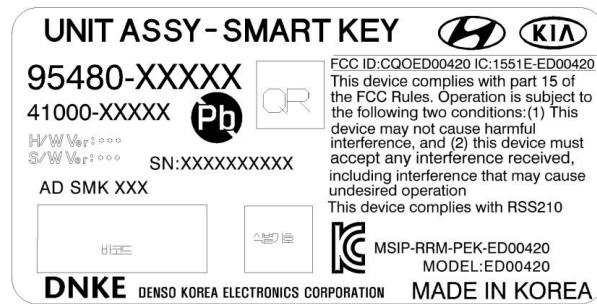 UNIT ASSY-SMART KEY
KIA
95480-XXXXX
41000-XXXXX
Pb
QR
H/W Ver:◦◦◦
S/W Ver:◦◦◦
SN:XXXXXXXXXX
AD SMK XXX
바코드
식별기호
DNKE DENSO KOREA ELECTRONICS CORPORATION
FCC ID:CQOED00420 IC:1551E-ED00420
This device complies with part 15 of
the FCC Rules. Operation is subject to
the following two conditions:(1) This
device may not cause harmful
interference, and (2) this device must
accept any interference received,
including interference that may cause
undesired operation
This device complies with RSS210
MSIP-RRM-PEK-ED00420
MODEL:ED00420
MADE IN KOREA